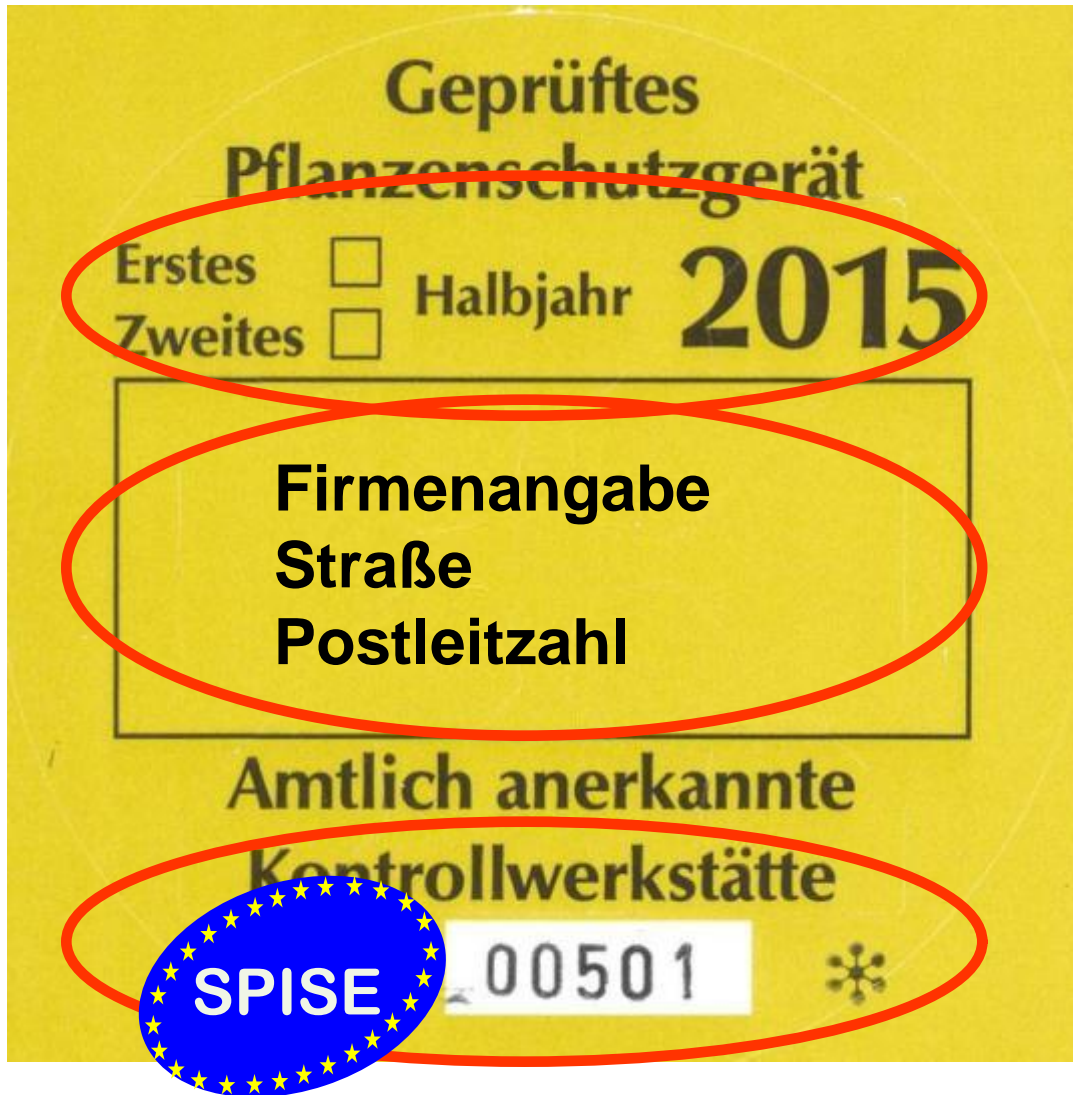 Geprüftes
Pflanzenschutzgerät
Erstes
Zweites
Halbjahr
2015
Firmenangabe
Straße
Postleitzahl
Amtlich anerkannte
Kontrollwerkstätte
SPISE
00501